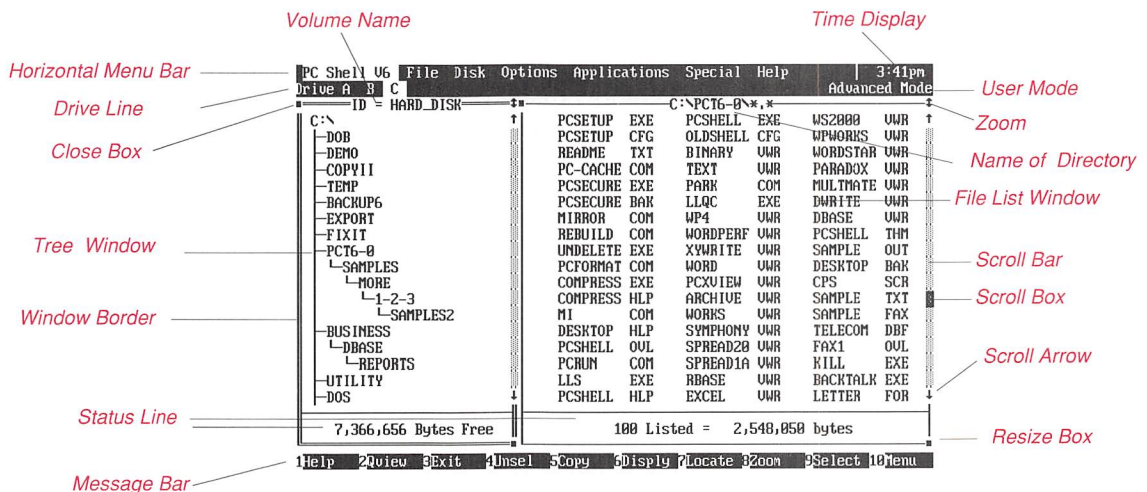 Volume Name
Time Display
Horizontal Menu Bar
PC Shell V6 File Disk Options Applications Special Help 3:41pm
Drive Line
Drive A B C Advanced Mode
User Mode
ID = HARD_DISK
C:\PCT6-0\*.*
Zoom
Close Box
Name of Directory
File List Window
Tree Window
Scroll Bar
Scroll Box
Window Border
Scroll Arrow
Status Line
Resize Box
Message Bar
C:\
DOB
DEMO
COPYII
TEMP
BACKUP6
EXPORT
FIXIT
PCT6-0
SAMPLES
MORE
1-2-3
SAMPLES2
BUSINESS
DBASE
REPORTS
UTILITY
DOS
PCSETUP EXE PCSHELL EXE WS2000 VWR
PCSETUP CFG OLDSHELL CFG WPWORKS VWR
README TXT BINARY VWR WORDSTAR VWR
PC-CACHE COM TEXT VWR PARADOX VWR
PCSECURE EXE PARK COM MULTMATE VWR
PCSECURE BAK LLQC EXE DWRITE VWR
MIRROR COM WP4 VWR DBASE VWR
REBUILD COM WORDPERF VWR PCSHELL THM
UNDELETE EXE XYWRITE VWR SAMPLE OUT
PCFORMAT COM WORD VWR DESKTOP BAK
COMPRESS EXE PCXVIEW VWR CPS SCR
COMPRESS HLP ARCHIVE VWR SAMPLE TXT
MI COM WORKS VWR SAMPLE FAX
DESKTOP HLP SYMPHONY VWR TELECOM DBF
PCSHELL OVL SPREAD20 VWR FAX1 OVL
PCRUN COM SPREAD1A VWR KILL EXE
LLS EXE RBASE VWR BACKTALK EXE
PCSHELL HLP EXCEL VWR LETTER FOR
7,366,656 Bytes Free
100 Listed = 2,548,050 bytes
1Help 2Qview 3Exit 4Unsel 5Copy 6Disply 7Locate 8Zoom 9Select 10Menu